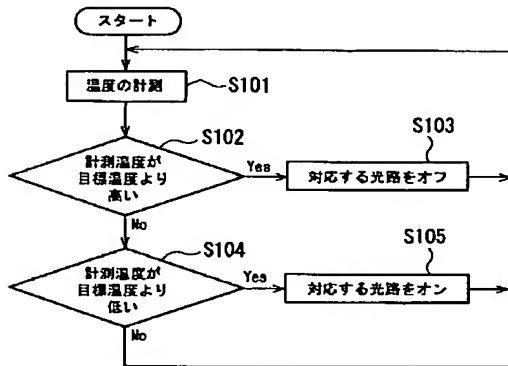 スタート
温度の計測
S101
S102
計測温度が
目標温度より
高い
Yes
S103
対応する光路をオフ
No
S104
計測温度が
目標温度より
低い
Yes
S105
対応する光路をオン
No